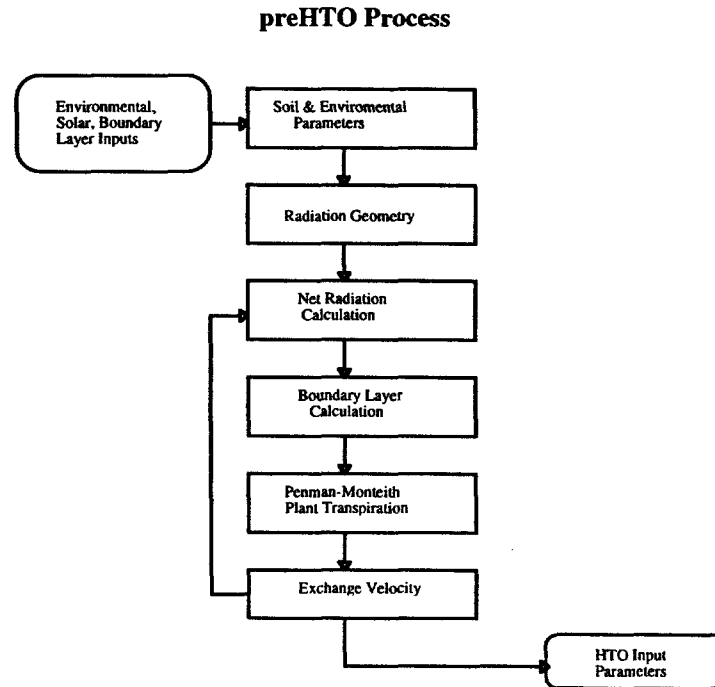 preHTO Process
Environmental,
Solar, Boundary
Layer Inputs
Soil & Enviromental
Parameters
Radiation Geometry
Net Radiation
Calculation
Boundary Layer
Calculation
Penman-Monteith
Plant Transpiration
Exchange Velocity
HTO Input
Parameters